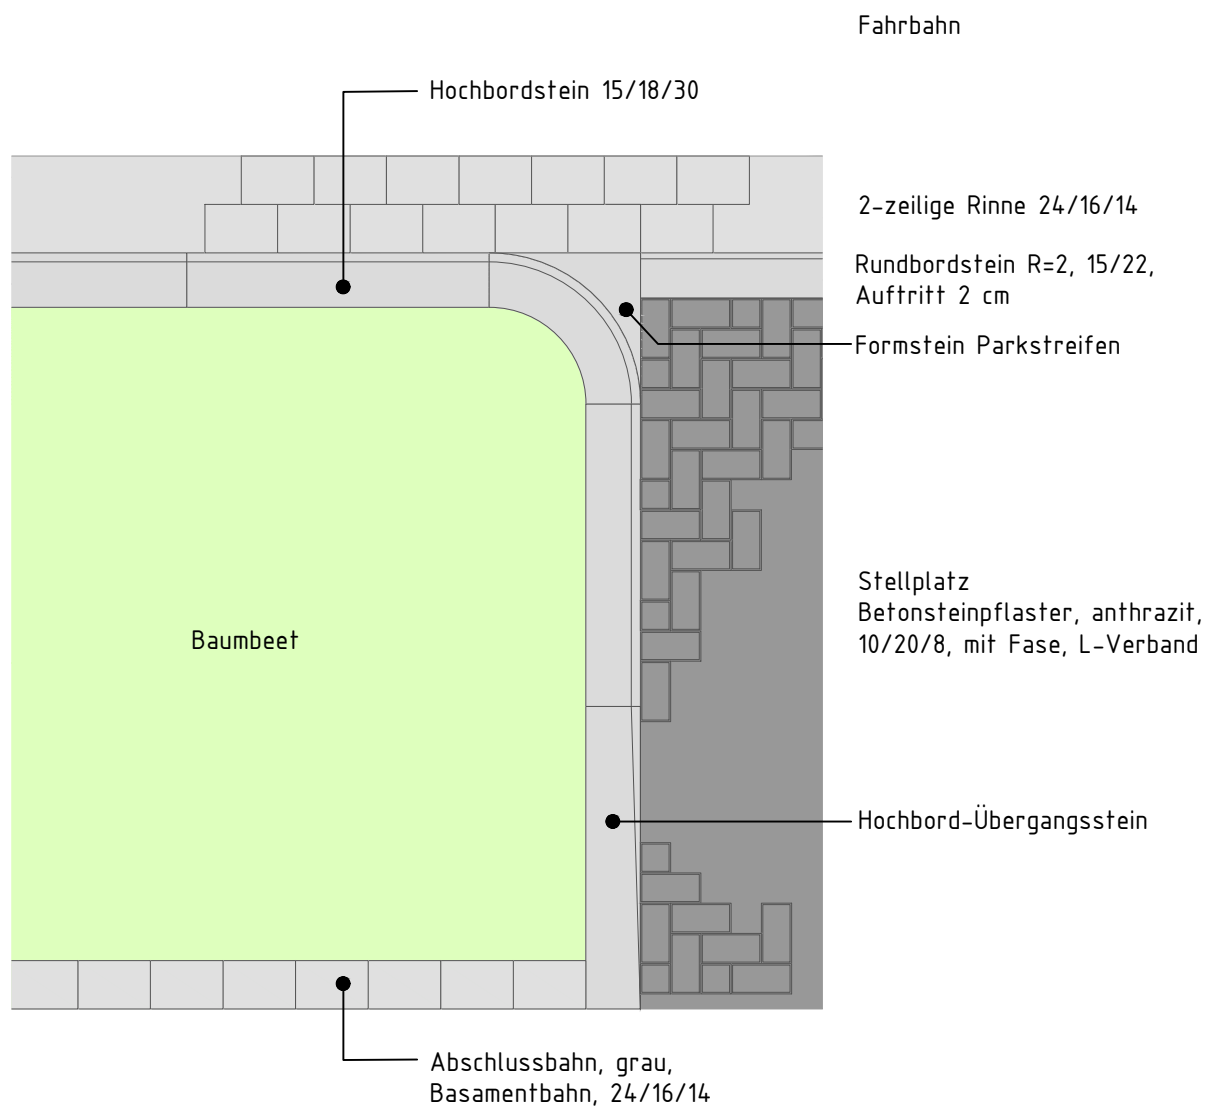 Fahrbahn
Hochbordstein 15/18/30
2-zeilige Rinne 24/16/14
Rundbordstein R=2, 15/22,
Auftritt 2 cm
Formstein Parkstreifen
Stellplatz
Betonsteinpflaster, anthrazit,
10/20/8, mit Fase, L-Verband
Baumbeet
Hochbord-Übergangsstein
Abschlussbahn, grau,
Basamentbahn, 24/16/14